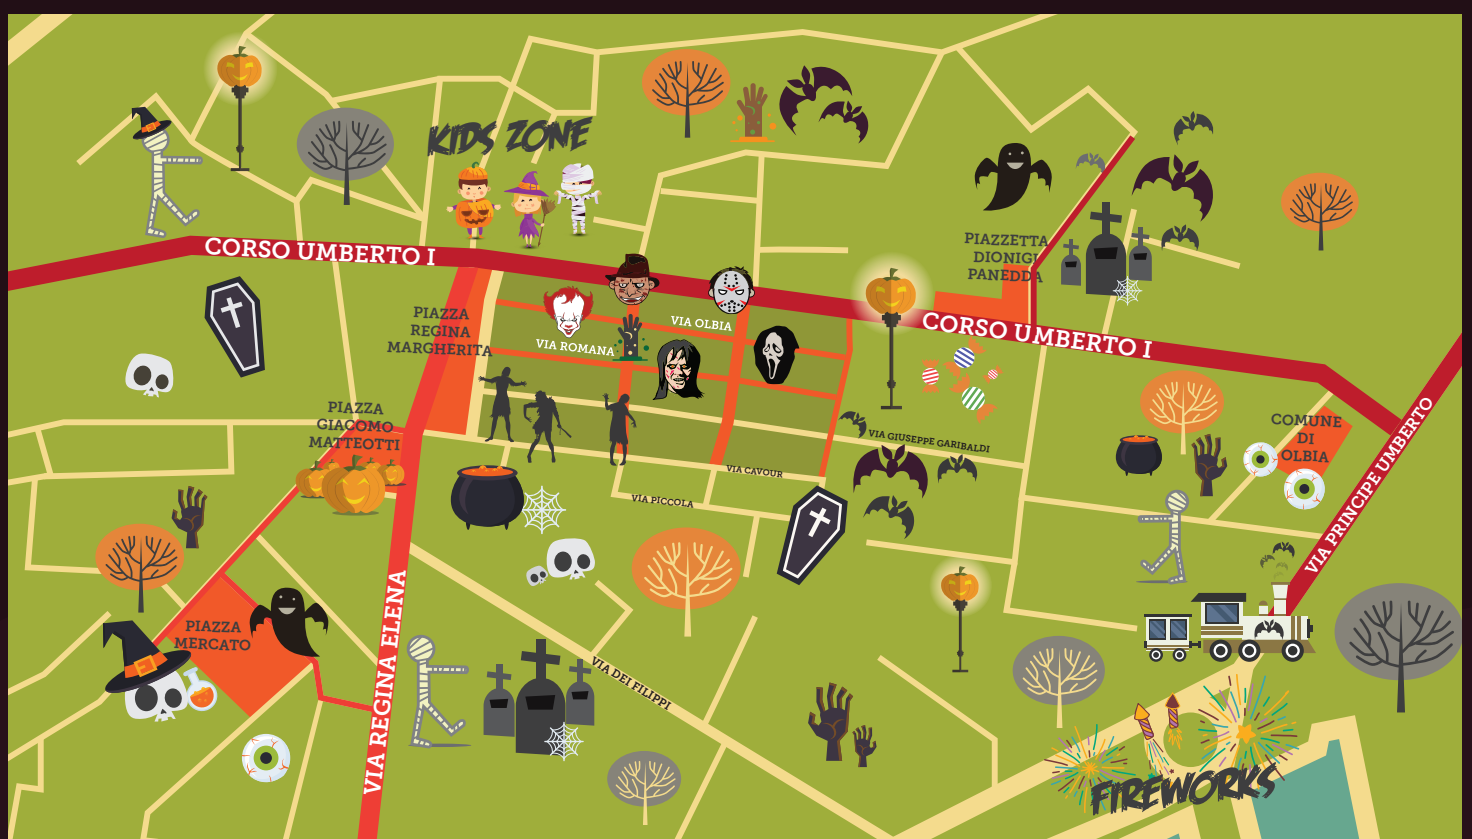 KIDS ZONE
CORSO UMBERTO I
PIAZZETTA
DIONIGI
PANEDDA
PIAZZA
REGINA
MARGHERITA
VIA OLBIA
VIA ROMANA
CORSO UMBERTO I
PIAZZA
GIACOMO
MATTEOTTI
COMUNE
DI
OLBIA
VIA GIUSEPPE GARIBALDI
VIA CAVOUR
VIA PICCOLA
VIA PRINCIPE UMBERTO
PIAZZA
MERCATO
VIA REGINA ELENA
VIA DEI FILIPPI
FIREWORKS